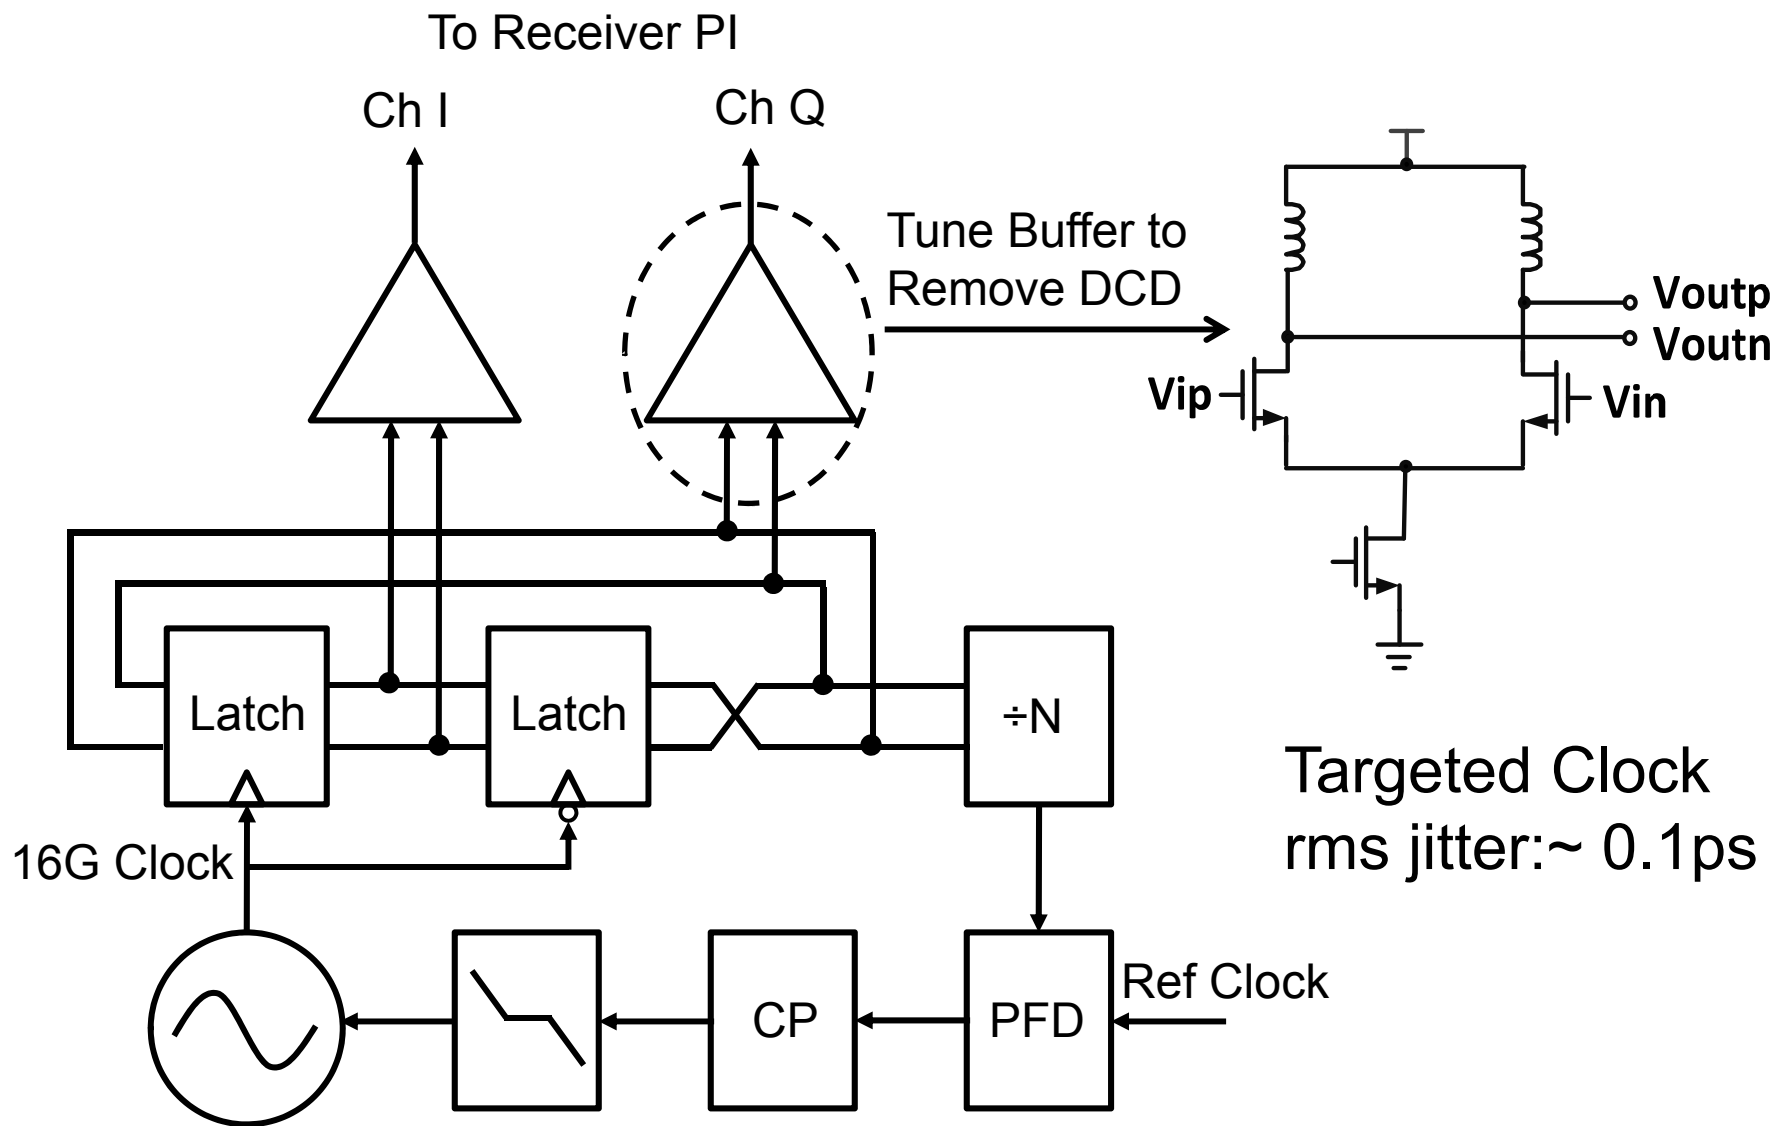 To Receiver PI
Ch I
Ch Q
Tune Buffer to
Remove DCD
Voutp
Voutn
Vip
Vin
Latch
Latch
÷N
Targeted Clock
rms jitter:~ 0.1ps
16G Clock
CP
PFD
Ref Clock